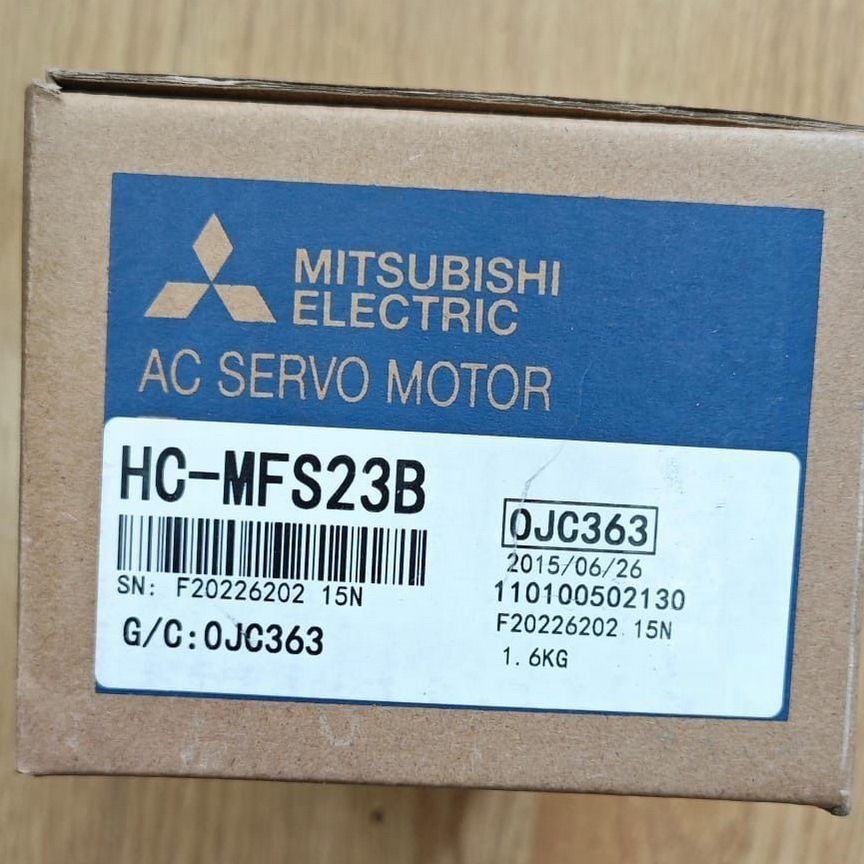 MITSUBISHI
ELECTRIC
AC SERVO MOTOR
HC-MFS23B
SN: F20226202 15N
G/C:0JC363
0JC363
2015/06/26
110100502130
F20226202 15N
1.6KG